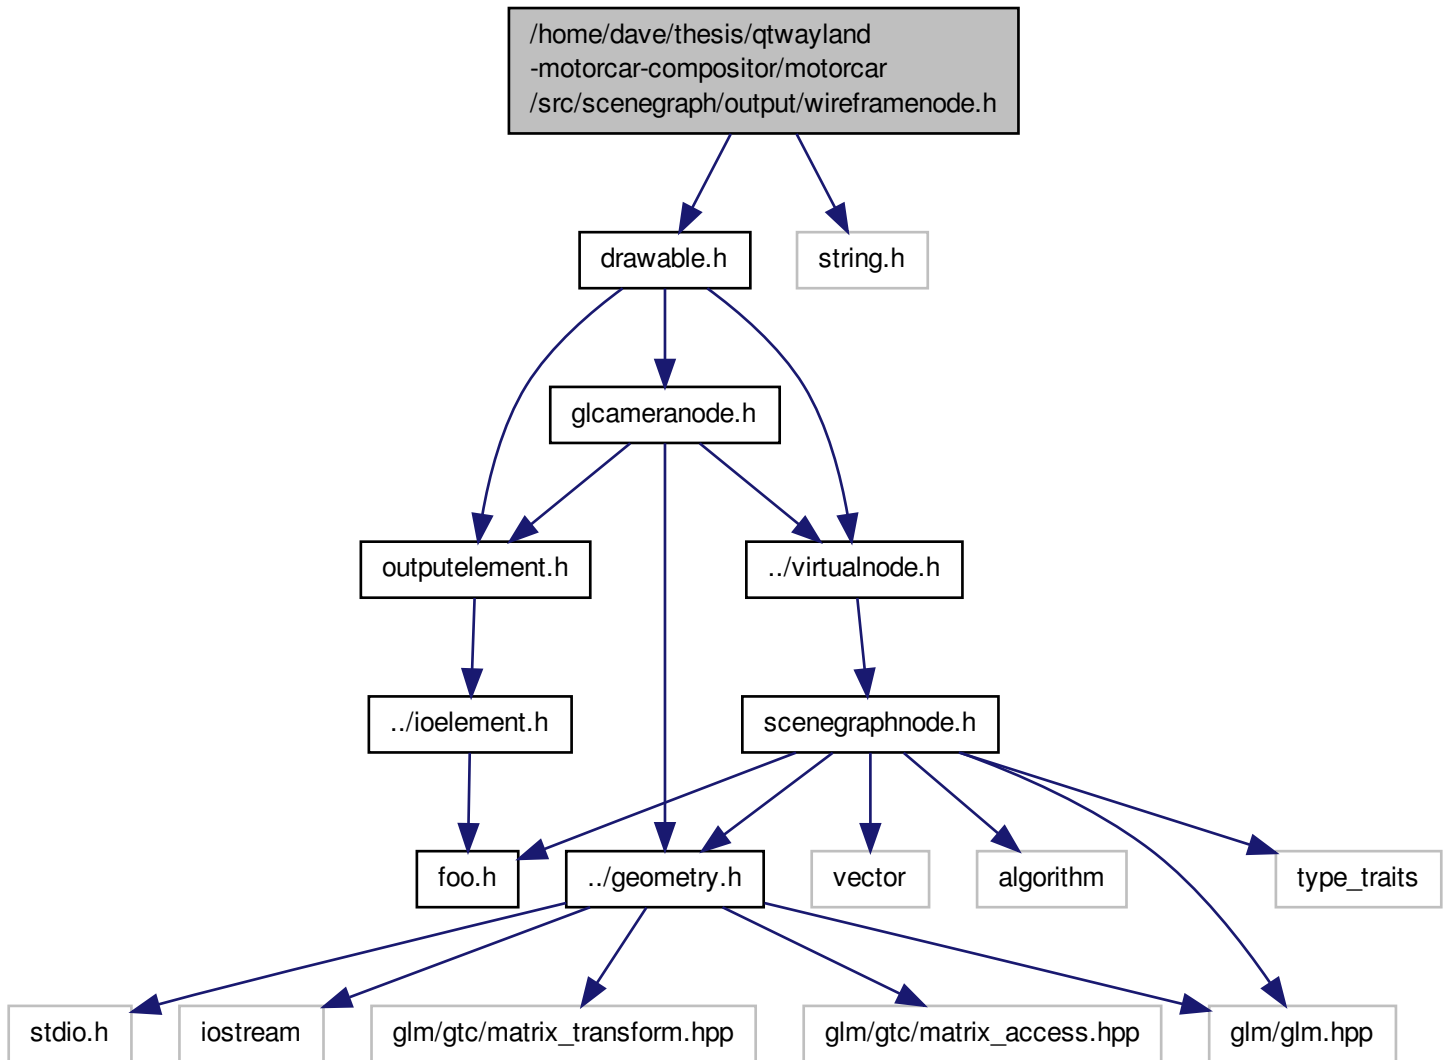 /home/dave/thesis/qtwayland
-motorcar-compositor/motorcar
/src/scenegraph/output/wireframenode.h
drawable.h
string.h
glcameranode.h
outputelement.h
../virtualnode.h
../ioelement.h
scenegraphnode.h
foo.h
../geometry.h
vector
algorithm
type_traits
stdio.h
iostream
glm/gtc/matrix_transform.hpp
glm/gtc/matrix_access.hpp
glm/glm.hpp